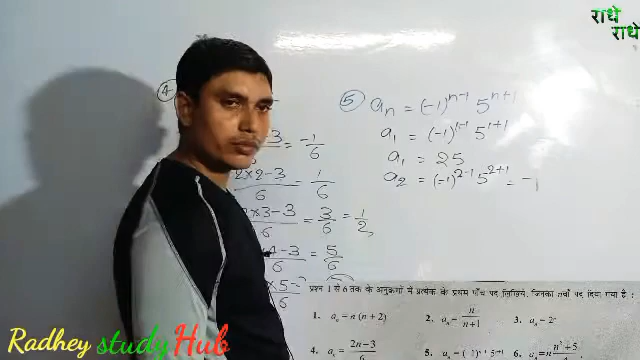 राधे
राधे
④
-3/6 = -1/6
2×2-3/6 = 1/6
×3-3/6 = 3/6 = 1/2
-3/6 = 5/6
×5-/6
⑤ aₙ = (-1)ⁿ⁻¹ 5ⁿ⁺¹
a₁ = (-1)¹⁻¹ 5¹⁺¹
a₁ = 25
a₂ = (-1)²⁻¹ 5²⁺¹ = -1
प्रश्न 1 से 6 तक के अनुक्रमों में प्रत्येक के प्रथम पाँच पद लिखिये, जिनका nवाँ पद दिया गया है :
1. aₙ = n (n + 2)
2. aₙ = n/n+1
3. aₙ = 2ⁿ
4. aₙ = 2n-3/6
5. aₙ = (-1)ⁿ⁻¹ 5ⁿ⁺¹
6. aₙ = n n²+5/
Radhey study Hub